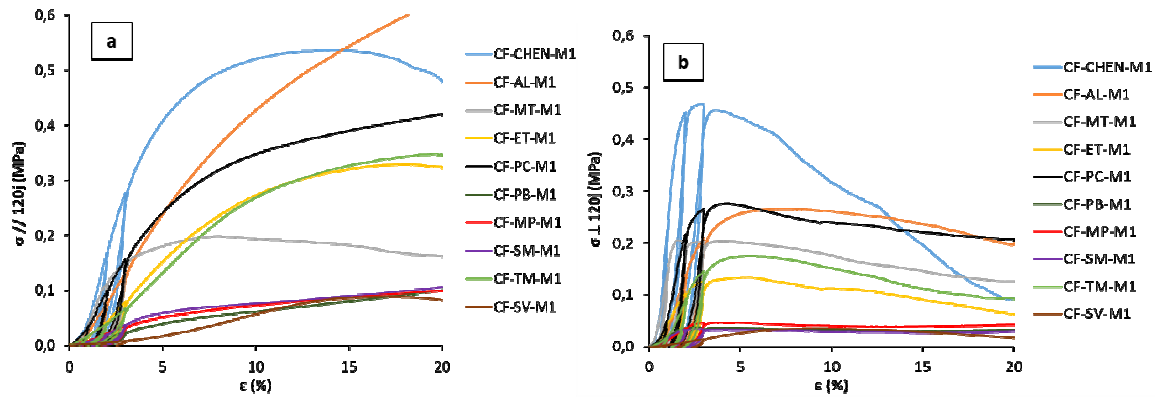 a
σ // 120j (MPa)
0,6
0,5
0,4
0,3
0,2
0,1
0,0
0 5 10 15 20
ε (%)
CF-CHEN-M1
CF-AL-M1
CF-MT-M1
CF-ET-M1
CF-PC-M1
CF-PB-M1
CF-MP-M1
CF-SM-M1
CF-TM-M1
CF-SV-M1
b
σ ⊥ 120j (MPa)
0,6
0,5
0,4
0,3
0,2
0,1
0,0
0 5 10 15 20
ε (%)
CF-CHEN-M1
CF-AL-M1
CF-MT-M1
CF-ET-M1
CF-PC-M1
CF-PB-M1
CF-MP-M1
CF-SM-M1
CF-TM-M1
CF-SV-M1